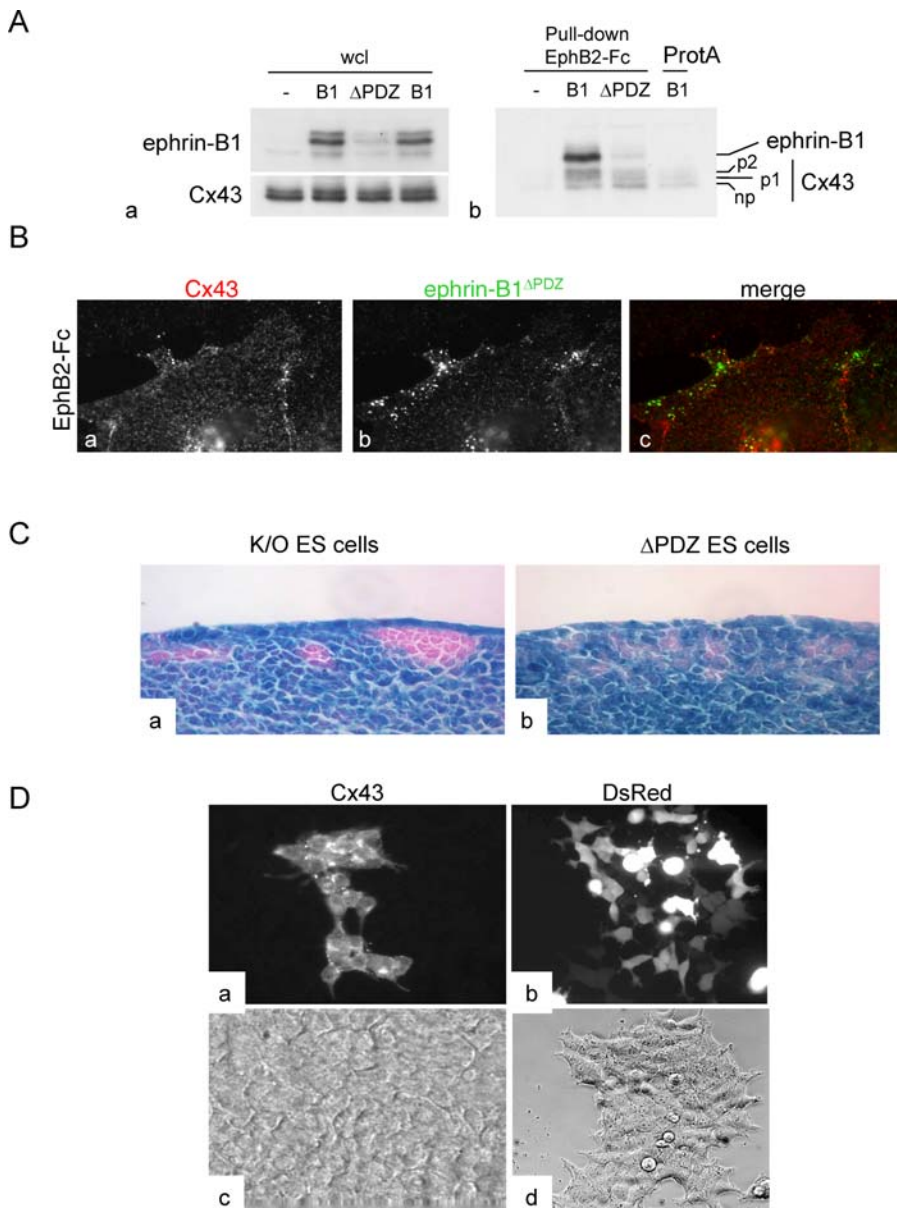 A
wcl
- B1 ΔPDZ B1
ephrin-B1
Cx43
a
Pull-down
EphB2-Fc
ProtA
- B1 ΔPDZ B1
ephrin-B1
p2
p1
np
Cx43
b
B
Cx43
ephrin-B1ΔPDZ
merge
EphB2-Fc
a
b
c
C
K/O ES cells
ΔPDZ ES cells
a
b
D
Cx43
DsRed
a
b
c
d